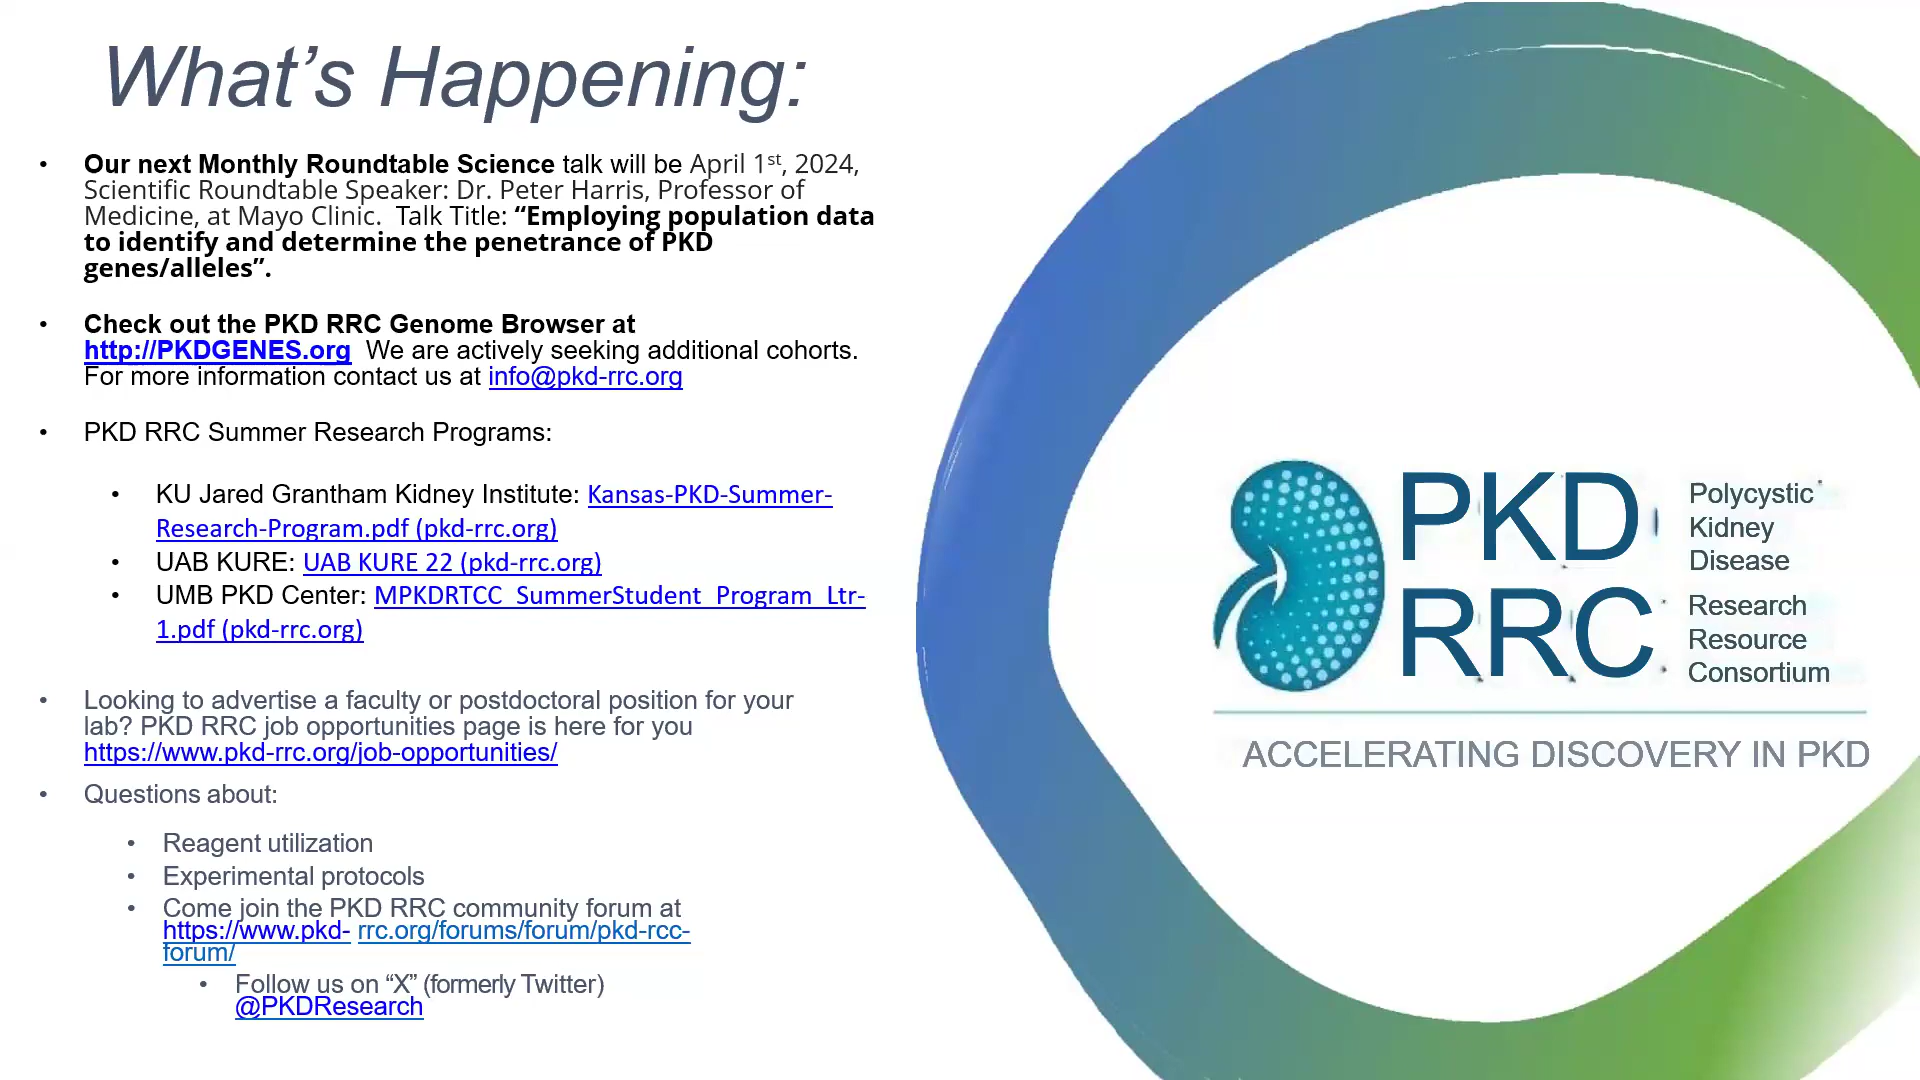 What’s Happening:
• Our next Monthly Roundtable Science talk will be April 1st, 2024,
Scientific Roundtable Speaker: Dr. Peter Harris, Professor of
Medicine, at Mayo Clinic. Talk Title: “Employing population data
to identify and determine the penetrance of PKD
genes/alleles”.
• Check out the PKD RRC Genome Browser at
http://PKDGENES.org We are actively seeking additional cohorts.
For more information contact us at info@pkd-rrc.org
• PKD RRC Summer Research Programs:
• KU Jared Grantham Kidney Institute: Kansas-PKD-Summer-
Research-Program.pdf (pkd-rrc.org)
• UAB KURE: UAB KURE 22 (pkd-rrc.org)
• UMB PKD Center: MPKDRTCC_SummerStudent_Program_Ltr-
1.pdf (pkd-rrc.org)
• Looking to advertise a faculty or postdoctoral position for your
lab? PKD RRC job opportunities page is here for you
https://www.pkd-rrc.org/job-opportunities/
• Questions about:
• Reagent utilization
• Experimental protocols
• Come join the PKD RRC community forum at
https://www.pkd- rrc.org/forums/forum/pkd-rcc-
forum/
• Follow us on “X” (formerly Twitter)
@PKDResearch
PKD
RRC
Polycystic
Kidney
Disease
Research
Resource
Consortium
ACCELERATING DISCOVERY IN PKD